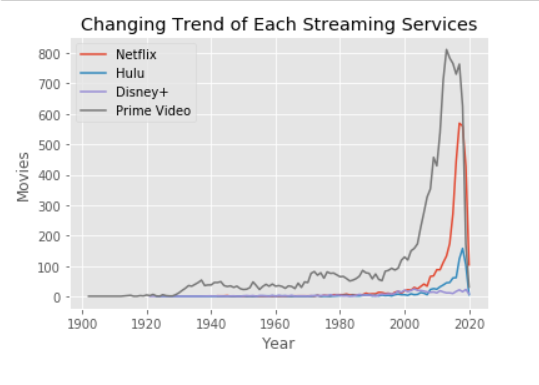 Changing Trend of Each Streaming Services
Netflix
Hulu
Disney+
Prime Video
Movies
800
700
600
500
400
300
200
100
0
1900 1920 1940 1960 1980 2000 2020
Year